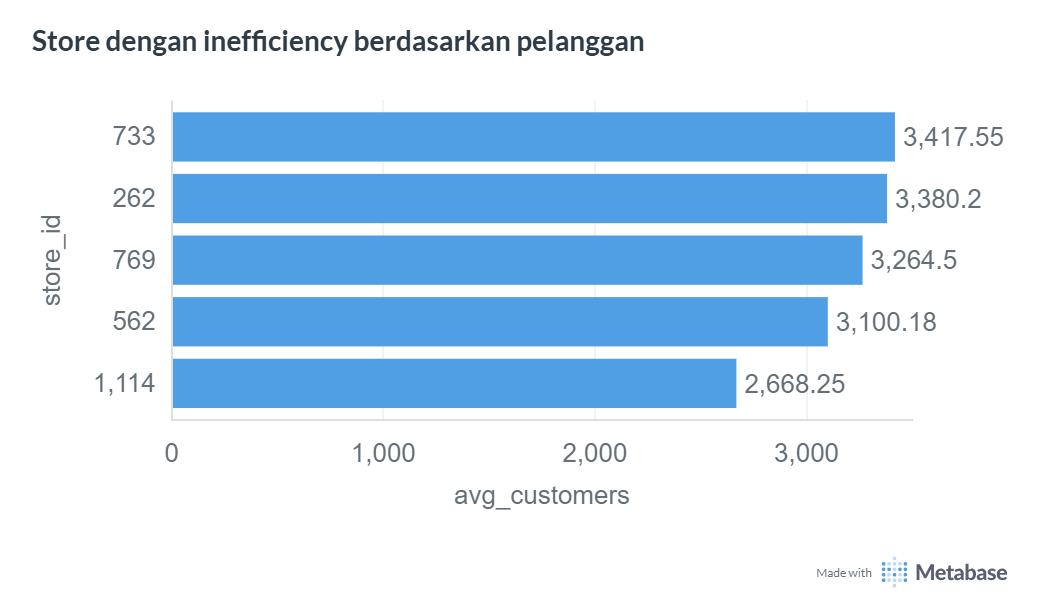 Store dengan inefficiency berdasarkan pelanggan
733 3,417.55
262 3,380.2
769 3,264.5
562 3,100.18
1,114 2,668.25
store_id
0 1,000 2,000 3,000
avg_customers
Made with Metabase